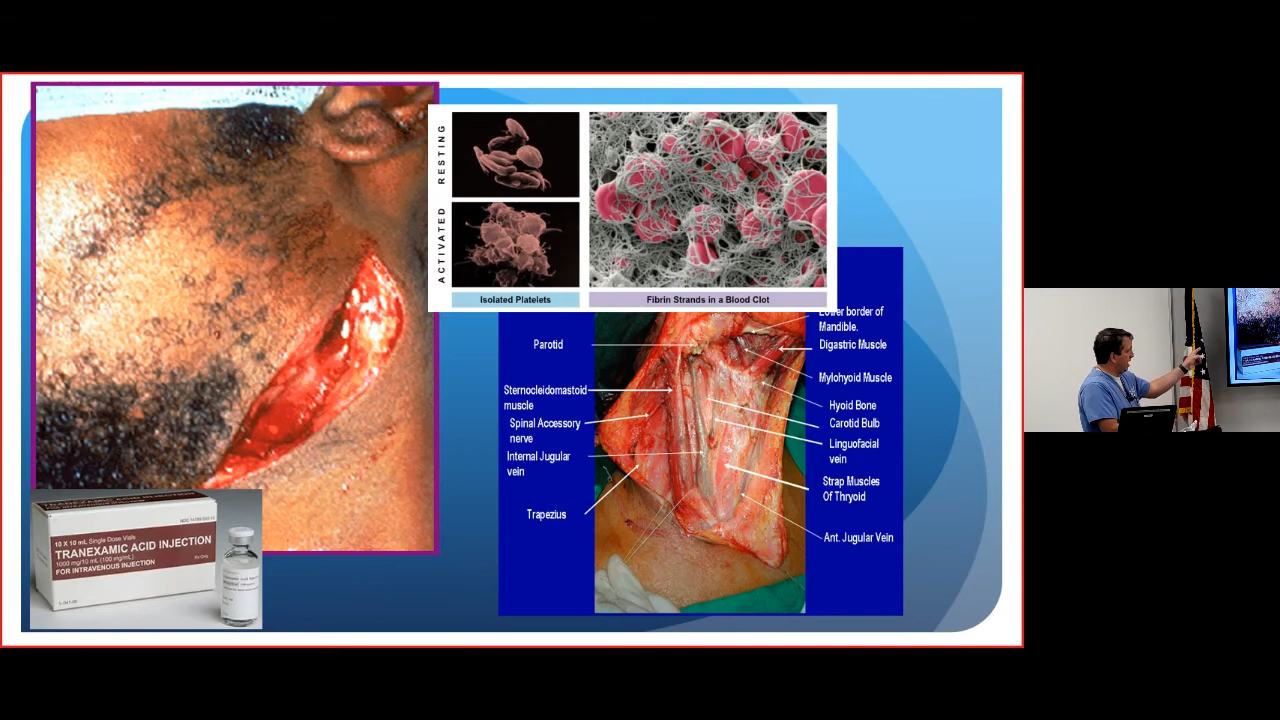 RESTING
ACTIVATED
Isolated Platelets
Fibrin Strands in a Blood Clot
Parotid
Sternocleidomastoid
muscle
Spinal Accessory
nerve
Internal Jugular
vein
Trapezius
Lower border of
Mandible.
Digastric Muscle
Mylohyoid Muscle
Hyoid Bone
Carotid Bulb
Linguofacial
vein
Strap Muscles
Of Thryoid
Ant. Jugular Vein
10 X 10 mL Single Dose Vials
TRANEXAMIC ACID INJECTION
1000 mg/10 mL (100 mg/mL)
FOR INTRAVENOUS INJECTION